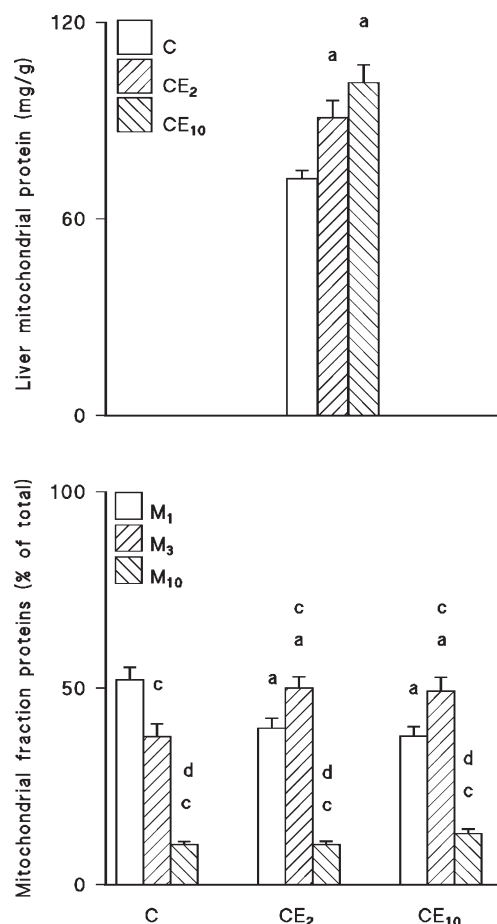 Liver mitochondrial protein (mg/g)
120
60
0
C
CE2
CE10
a
a
Mitochondrial fraction proteins (% of total)
100
50
0
M1
M3
M10
c
d
c
a
c
a
d
c
a
c
a
d
c
C
CE2
CE10